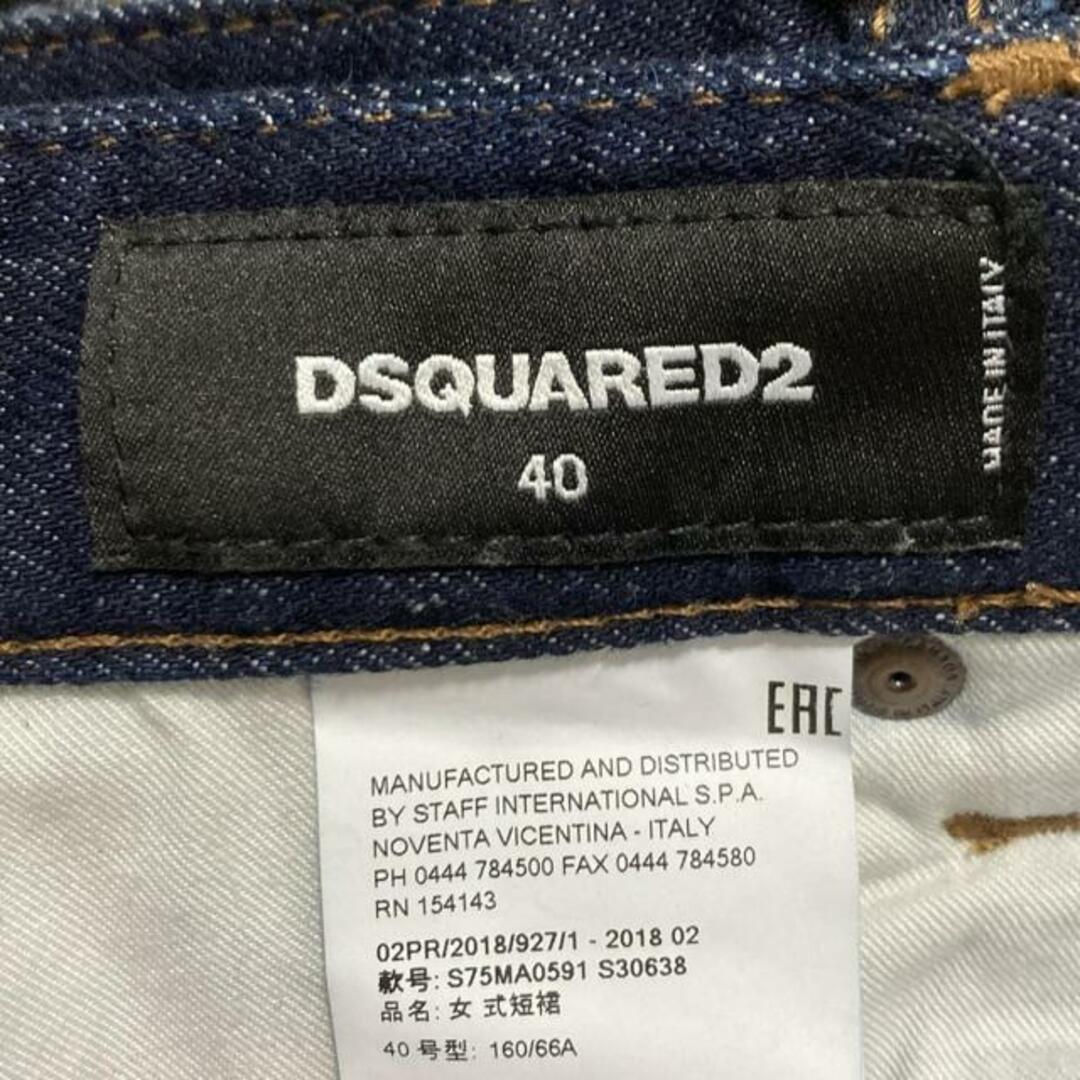 DSQUARED2
40
MADE IN ITALY
EAC
MANUFACTURED AND DISTRIBUTED
BY STAFF INTERNATIONAL S.P.A.
NOVENTA VICENTINA - ITALY
PH 0444 784500 FAX 0444 784580
RN 154143
02PR/2018/927/1 - 2018 02
款号: S75MA0591 S30638
品名: 女 式短裙
40 号型: 160/66A